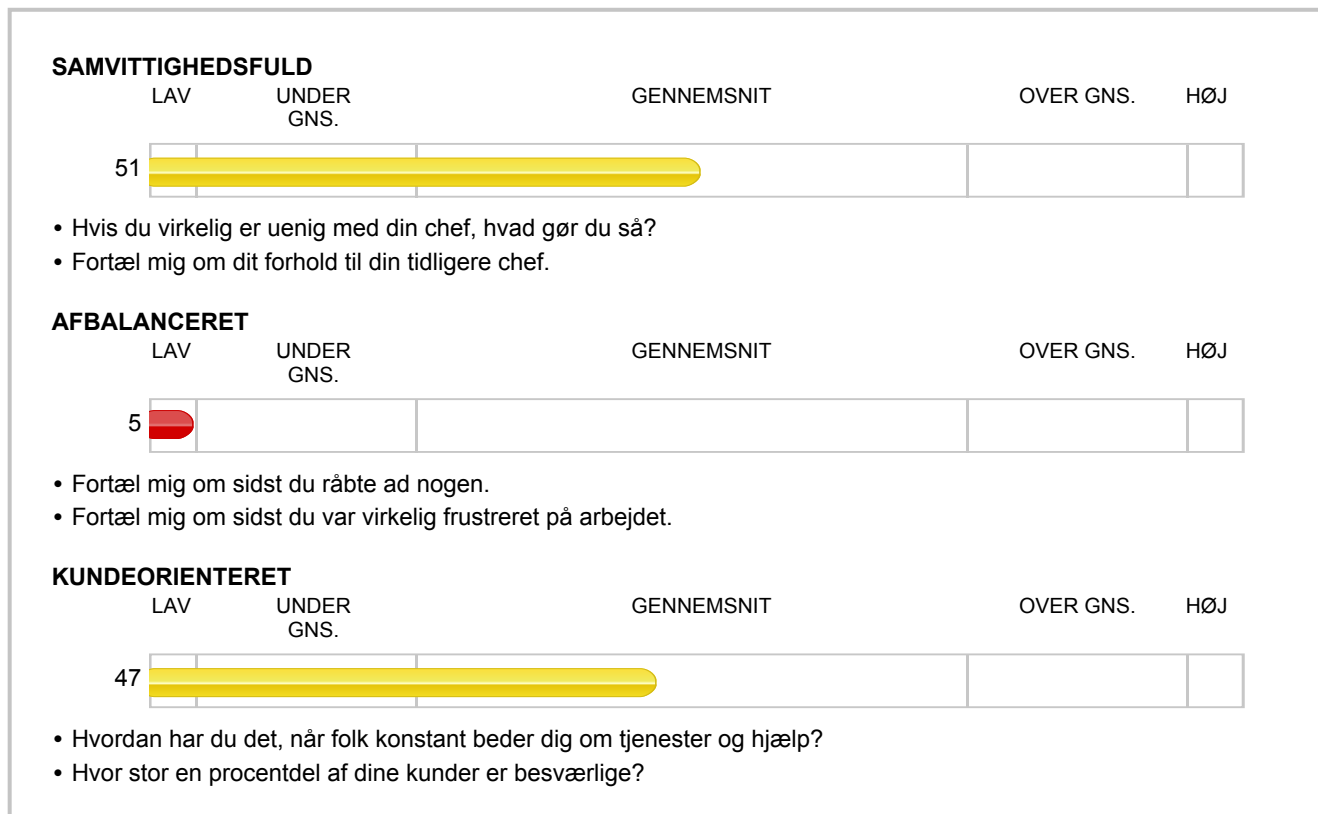 SAMVITTIGHEDSFULD
LAV UNDER GENNEMSNIT OVER GNS. HØJ
GNS.
51
• Hvis du virkelig er uenig med din chef, hvad gør du så?
• Fortæl mig om dit forhold til din tidligere chef.
AFBALANCERET
LAV UNDER GENNEMSNIT OVER GNS. HØJ
GNS.
5
• Fortæl mig om sidst du råbte ad nogen.
• Fortæl mig om sidst du var virkelig frustreret på arbejdet.
KUNDEORIENTERET
LAV UNDER GENNEMSNIT OVER GNS. HØJ
GNS.
47
• Hvordan har du det, når folk konstant beder dig om tjenester og hjælp?
• Hvor stor en procentdel af dine kunder er besværlige?